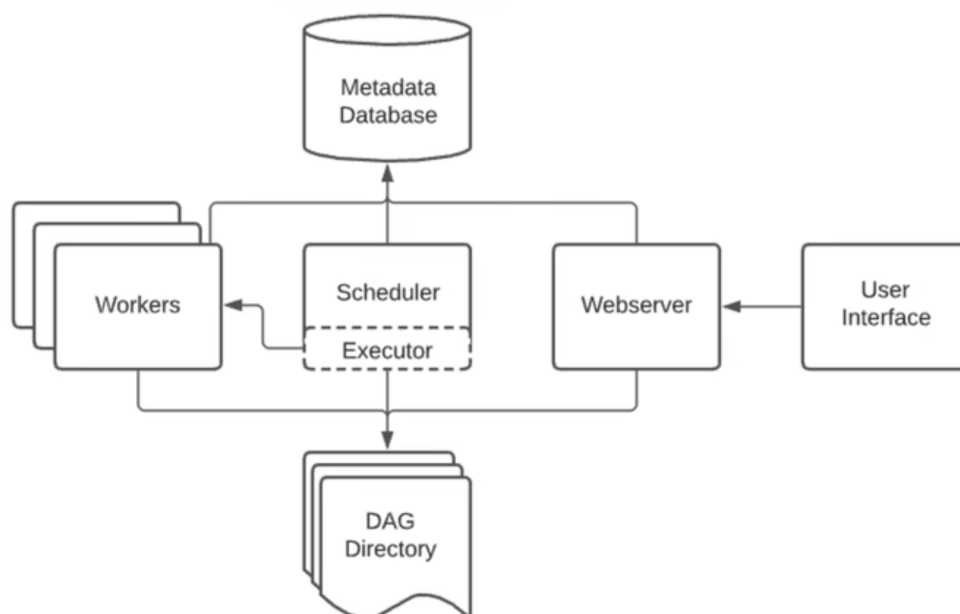 Metadata
Database
Workers
Scheduler
Executor
Webserver
User
Interface
DAG
Directory